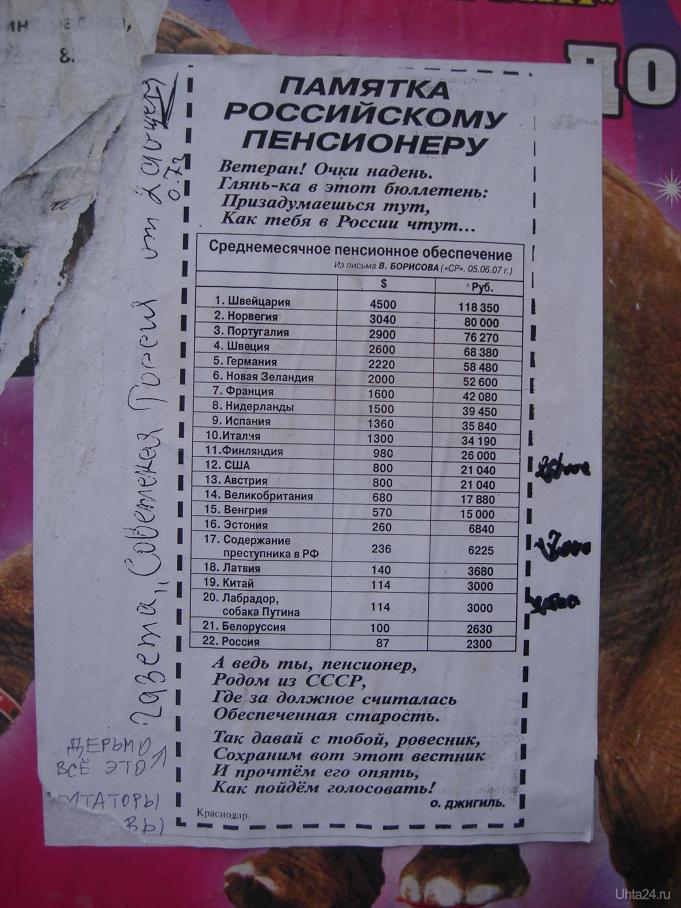 ДО
ПАМЯТКА
РОССИЙСКОМУ
ПЕНСИОНЕРУ
Ветеран! Очки надень.
Глянь-ка в этот бюллетень:
Призадумаешься тут,
Как тебя в России чтут...
Среднемесячное пенсионное обеспечение
Из письма В. БОРИСОВА («СР», 05.06.07 г.)
$ Руб.
1. Швейцария 4500 118 350
2. Норвегия 3040 80 000
3. Португалия 2900 76 270
4. Швеция 2600 68 380
5. Германия 2220 58 480
6. Новая Зеландия 2000 52 600
7. Франция 1600 42 080
8. Нидерланды 1500 39 450
9. Испания 1360 35 840
10. Италия 1300 34 190
11. Финляндия 980 26 000
12. США 800 21 040
13. Австрия 800 21 040
14. Великобритания 680 17 880
15. Венгрия 570 15 000
16. Эстония 260 6840
17. Содержание
преступника в РФ 236 6225
18. Латвия 140 3680
19. Китай 114 3000
20. Лабрадор,
собака Путина 114 3000
21. Белоруссия 100 2630
22. Россия 87 2300
А ведь ты, пенсионер,
Родом из СССР,
Где за должное считалась
Обеспеченная старость.
Так давай с тобой, ровесник,
Сохраним вот этот вестник
И прочтём его опять,
Как пойдём голосовать!
о. джигиль.
Краснодар.
газета „Советская Россия от 2
ДЕРЬМО
ВСЁ ЭТО
Uhta24.ru